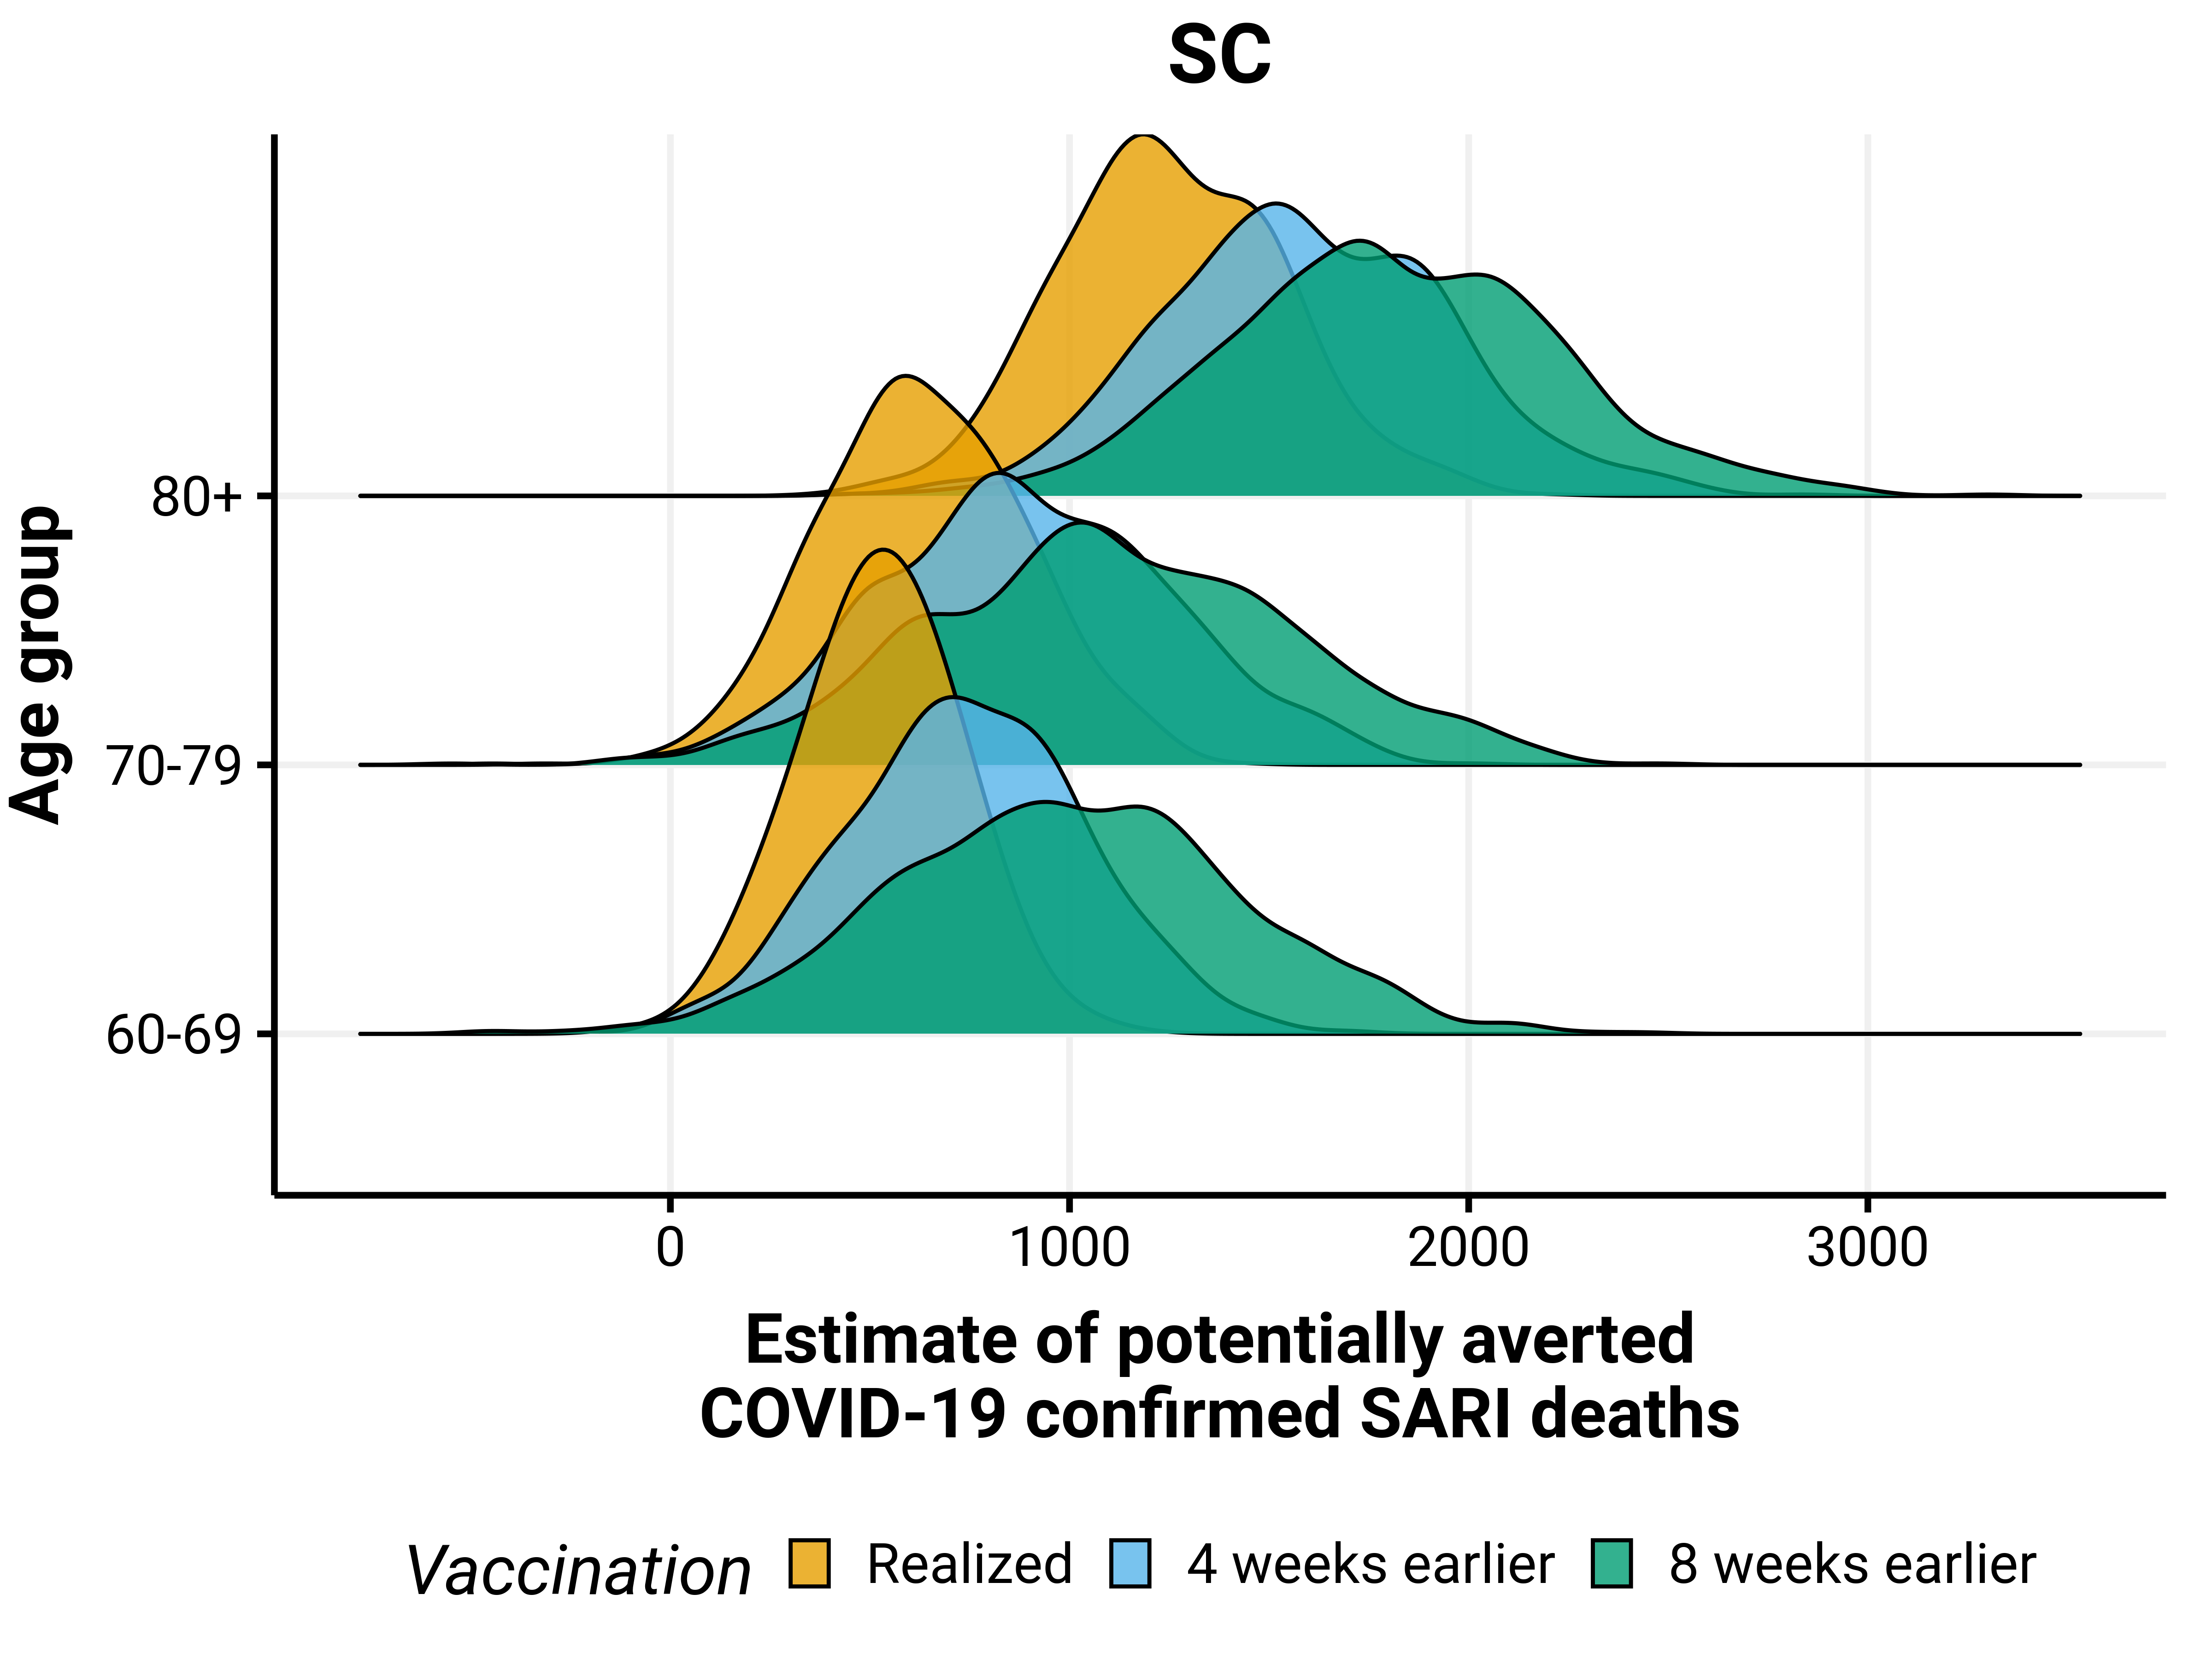 SC
Age group
80+
70-79
60-69
0 1000 2000 3000
Estimate of potentially averted
COVID-19 confirmed SARI deaths
Vaccination Realized 4 weeks earlier 8 weeks earlier